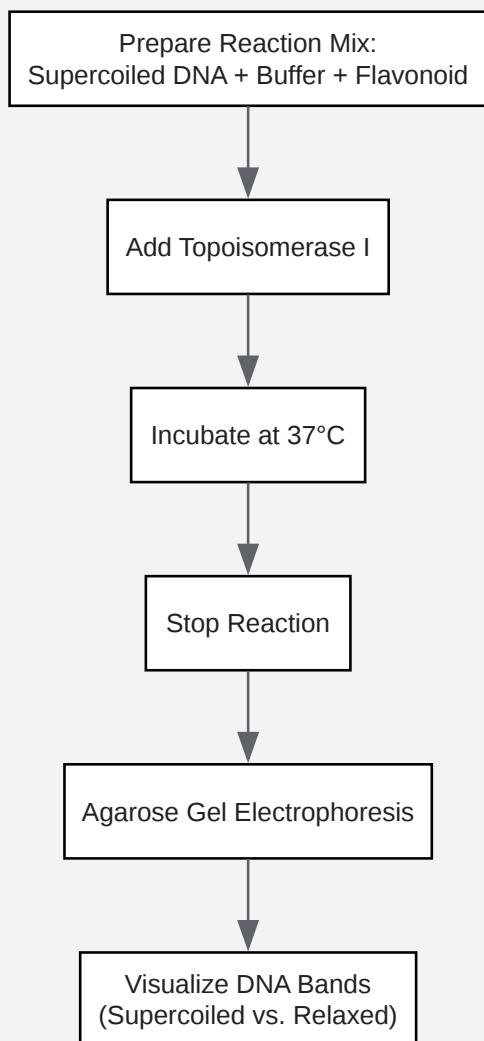 Prepare Reaction Mix:
Supercoiled DNA + Buffer + Flavonoid
Add Topoisomerase I
Incubate at 37°C
Stop Reaction
Agarose Gel Electrophoresis
Visualize DNA Bands
(Supercoiled vs. Relaxed)